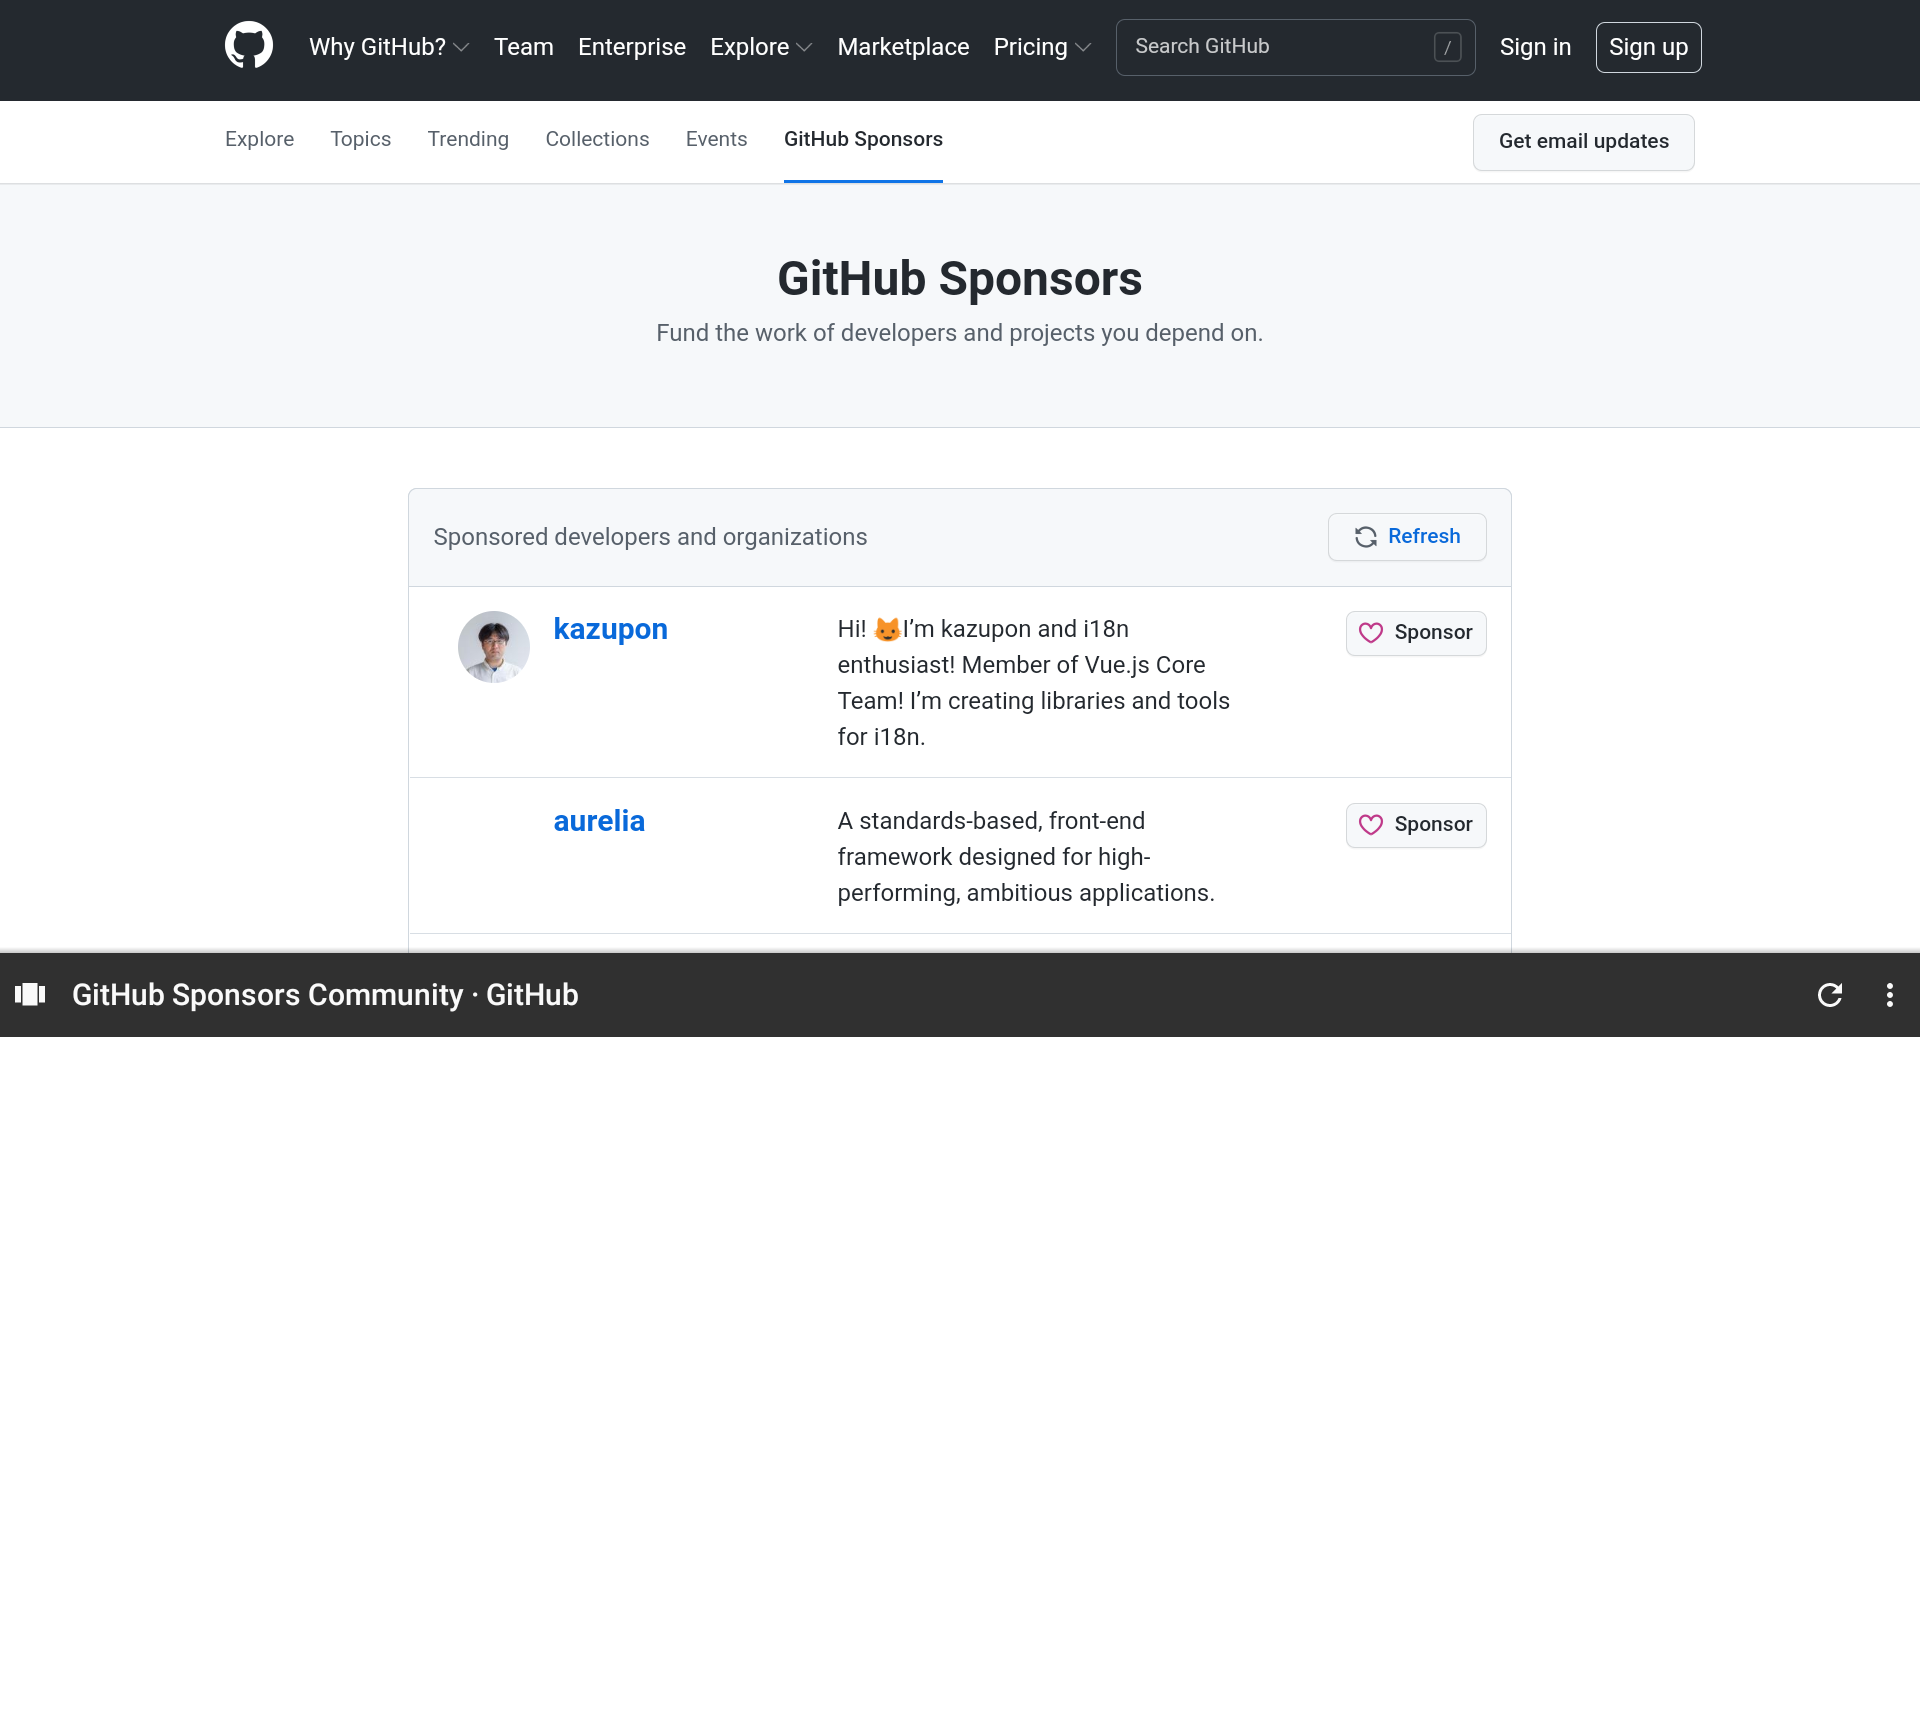 Why GitHub? Team Enterprise Explore Marketplace Pricing Search GitHub / Sign in Sign up
Explore Topics Trending Collections Events GitHub Sponsors Get email updates
GitHub Sponsors
Fund the work of developers and projects you depend on.
Sponsored developers and organizations Refresh
kazupon Hi! 😺I’m kazupon and i18n Sponsor
enthusiast! Member of Vue.js Core
Team! I’m creating libraries and tools
for i18n.
aurelia A standards-based, front-end Sponsor
framework designed for high-
performing, ambitious applications.
GitHub Sponsors Community · GitHub